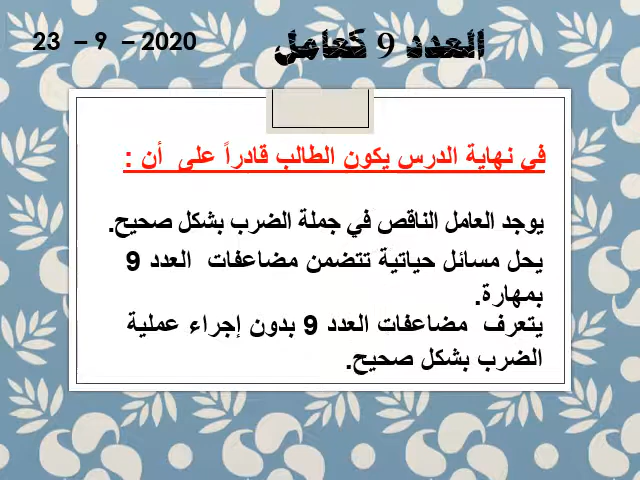 العدد 9 كعامل
23 – 9 – 2020
في نهاية الدرس يكون الطالب قادراً على أن :
يوجد العامل الناقص في جملة الضرب بشكل صحيح.
يحل مسائل حياتية تتضمن مضاعفات العدد 9
بمهارة.
يتعرف مضاعفات العدد 9 بدون إجراء عملية
الضرب بشكل صحيح.